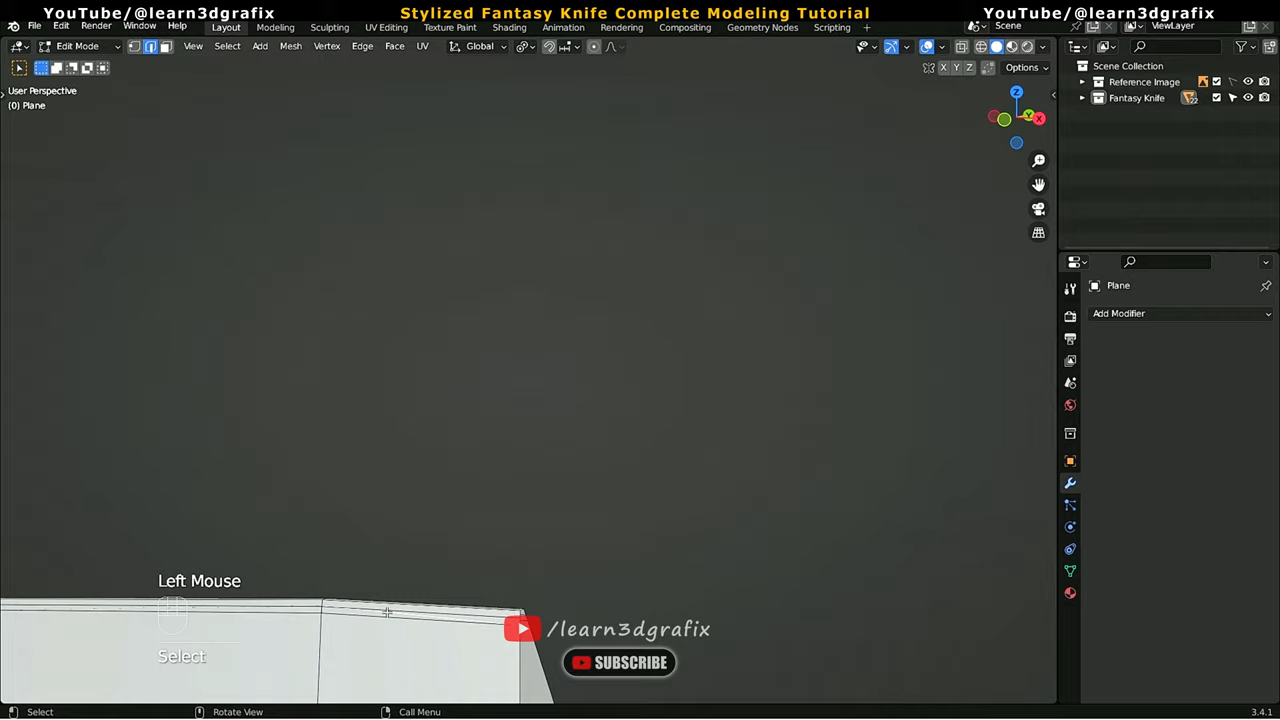 YouTube/@learn3dgrafix
Stylized Fantasy Knife Complete Modeling Tutorial
YouTube/@learn3dgrafix
File Edit Render Window Help
Layout Modeling Sculpting UV Editing Texture Paint Shading Animation Rendering Compositing Geometry Nodes Scripting +
Scene
ViewLayer
Edit Mode
View Select Add Mesh Vertex Edge Face UV
Global
X Y Z
Options
User Perspective
(0) Plane
Z
Y
X
Scene Collection
Reference Image
Fantasy Knife
22
Plane
Add Modifier
Left Mouse
Select
/learn3dgrafix
SUBSCRIBE
Select
Rotate View
Call Menu
3.4.1